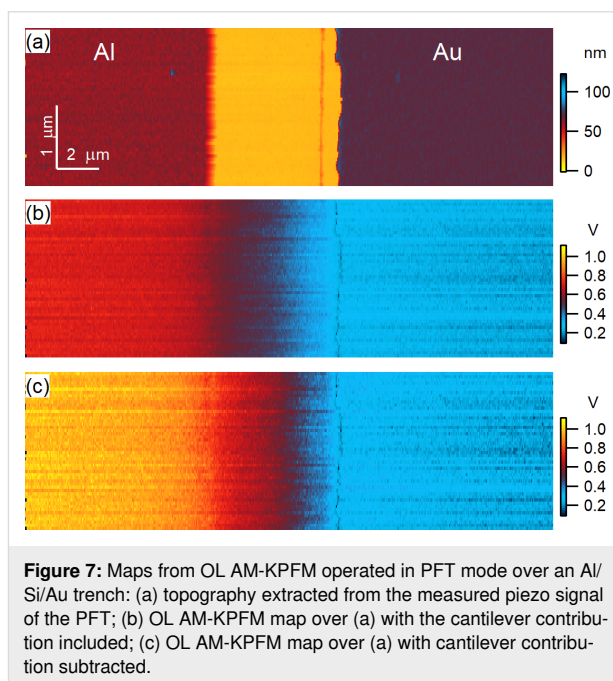 (a)
Al
Au
nm
100
50
0
1 μm
2 μm
(b)
V
1.0
0.8
0.6
0.4
0.2
(c)
V
1.0
0.8
0.6
0.4
0.2
Figure 7: Maps from OL AM-KPFM operated in PFT mode over an Al/
Si/Au trench: (a) topography extracted from the measured piezo signal
of the PFT; (b) OL AM-KPFM map over (a) with the cantilever contribu-
tion included; (c) OL AM-KPFM map over (a) with cantilever contribu-
tion subtracted.